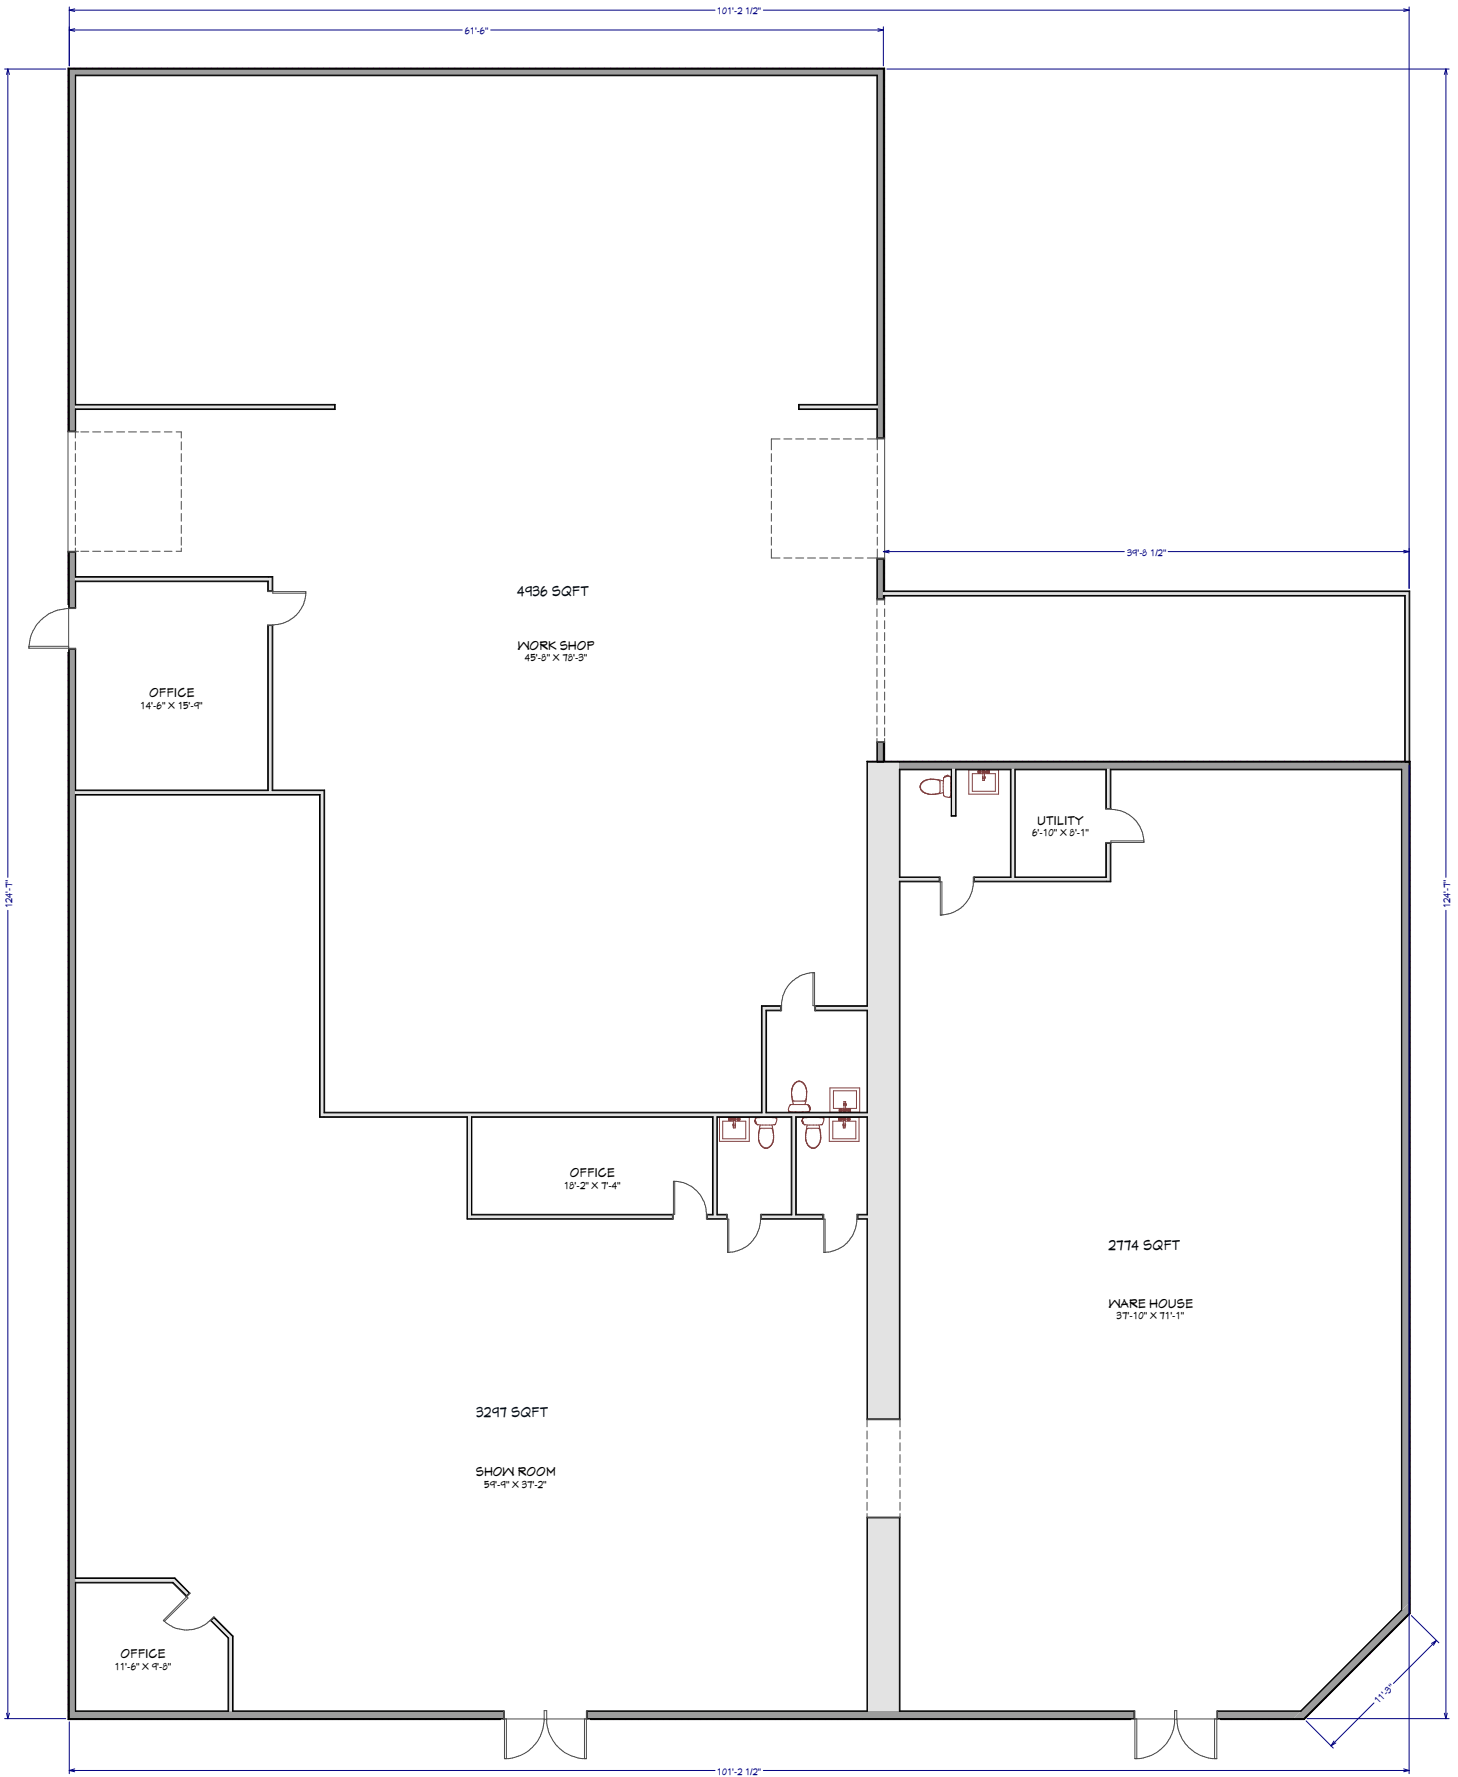 101'-2 1/2"
61'-6"
39'-8 1/2"
4936 SQFT
WORK SHOP
45'-8" X 78'-3"
OFFICE
14'-6" X 15'-9"
UTILITY
6'-10" X 8'-1"
124'-7"
124'-7"
OFFICE
18'-2" X 7'-4"
2774 SQFT
WARE HOUSE
37'-10" X 71'-1"
3297 SQFT
SHOW ROOM
59'-9" X 37'-2"
OFFICE
11'-6" X 9'-8"
11'-3"
101'-2 1/2"